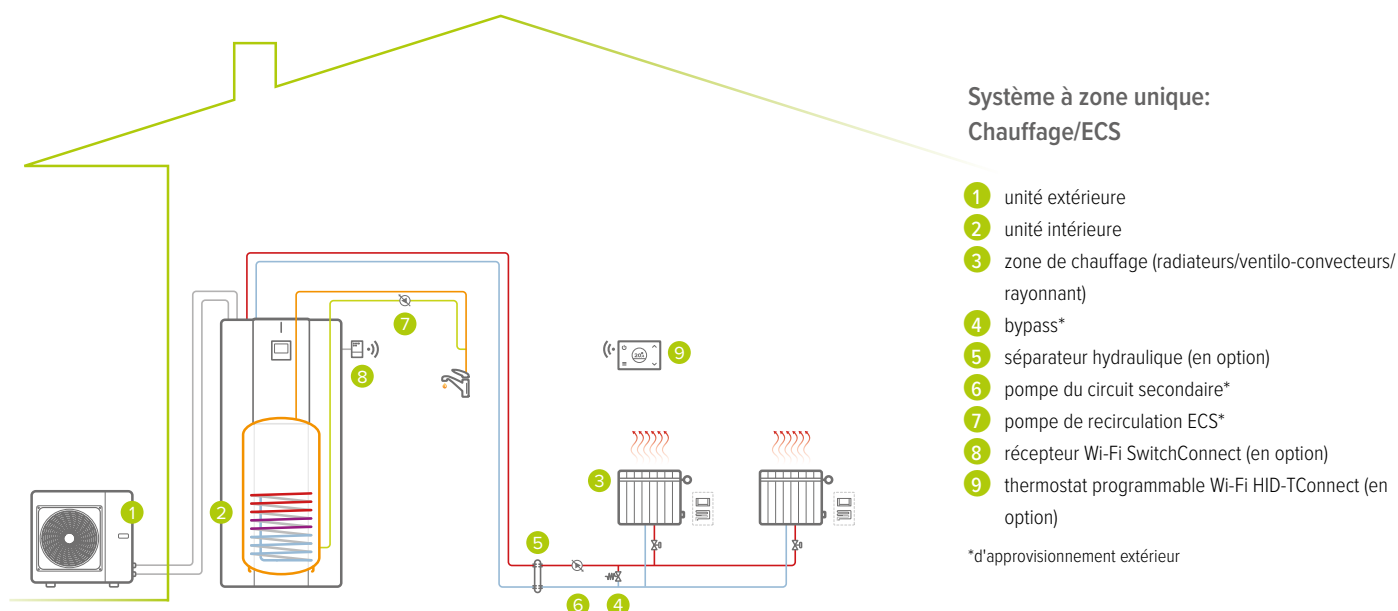 Système à zone unique:
Chauffage/ECS
1 unité extérieure
2 unité intérieure
3 zone de chauffage (radiateurs/ventilo-convecteurs/
rayonnant)
4 bypass*
5 séparateur hydraulique (en option)
6 pompe du circuit secondaire*
7 pompe de recirculation ECS*
8 récepteur Wi-Fi SwitchConnect (en option)
9 thermostat programmable Wi-Fi HID-TConnect (en
option)
*d'approvisionnement extérieur
7
8
9
20°
3
1
2
5
6
4